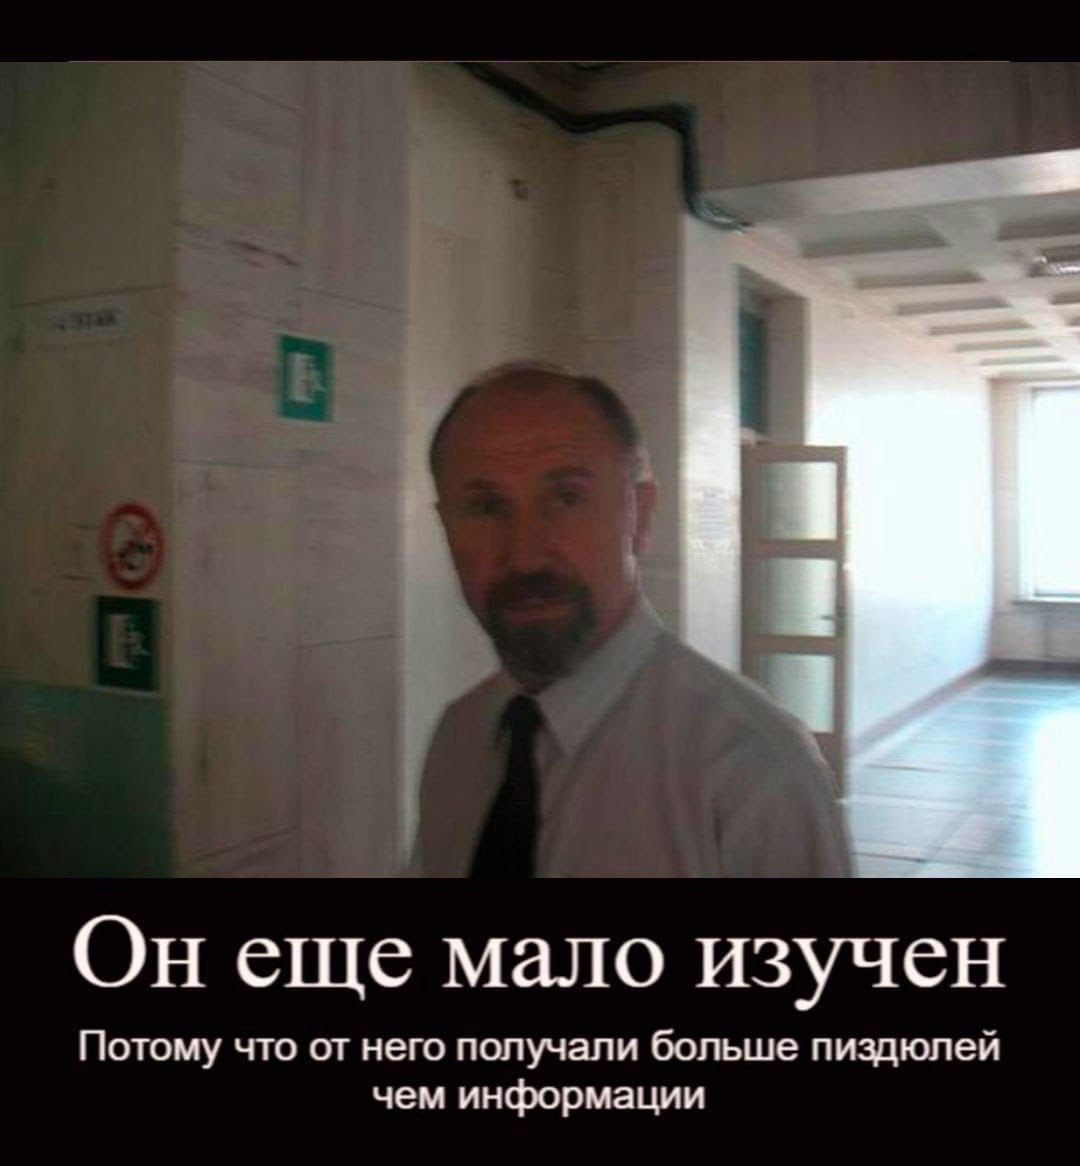 Он еще мало изучен
Потому что от него получали больше пиздюлей
чем информации